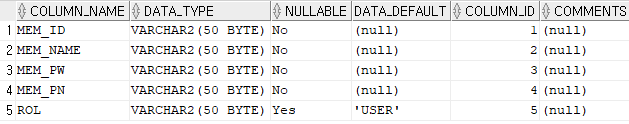 COLUMN_NAME DATA_TYPE NULLABLE DATA_DEFAULT COLUMN_ID COMMENTS
1 MEM_ID VARCHAR2(50 BYTE) No (null) 1 (null)
2 MEM_NAME VARCHAR2(50 BYTE) No (null) 2 (null)
3 MEM_PW VARCHAR2(50 BYTE) No (null) 3 (null)
4 MEM_PN VARCHAR2(50 BYTE) No (null) 4 (null)
5 ROL VARCHAR2(50 BYTE) Yes 'USER' 5 (null)